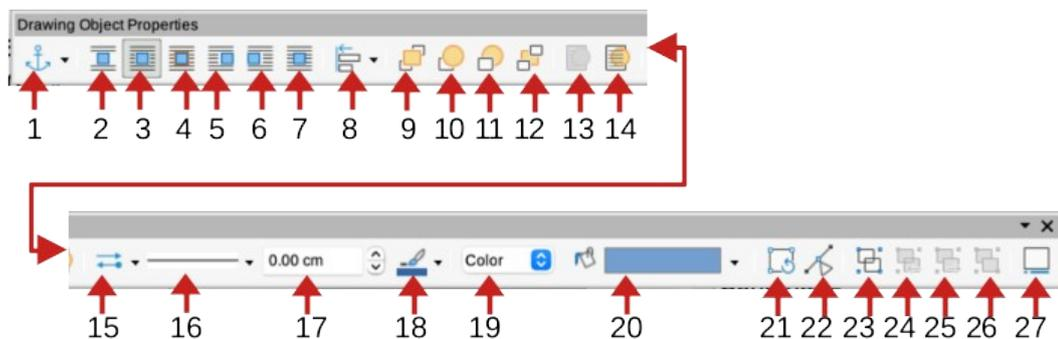 Drawing Object Properties
1 2 3 4 5 6 7 8 9 10 11 12 13 14
0.00 cm Color
15 16 17 18 19 20 21 22 23 24 25 26 27